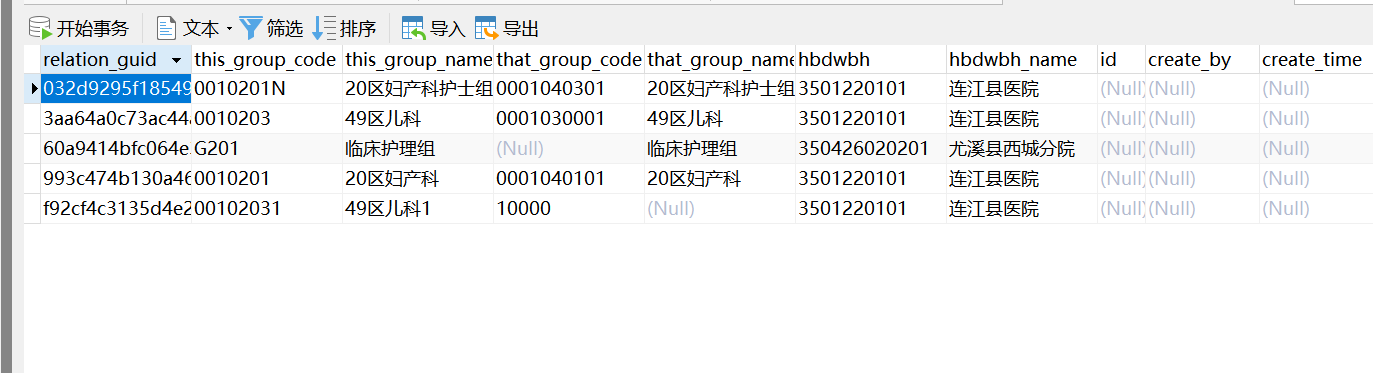 开始事务 文本 筛选 排序 导入 导出
relation_guid this_group_code this_group_name that_group_code that_group_name hbdwbh hbdwbh_name id create_by create_time
032d9295f18549 0010201N 20区妇产科护士组 0001040301 20区妇产科护士组 3501220101 连江县医院 (Null) (Null) (Null)
3aa64a0c73ac44a 0010203 49区儿科 0001030001 49区儿科 3501220101 连江县医院 (Null) (Null) (Null)
60a9414bfc064e G201 临床护理组 (Null) 临床护理组 350426020201 尤溪县西城分院 (Null) (Null) (Null)
993c474b130a46 0010201 20区妇产科 0001040101 20区妇产科 3501220101 连江县医院 (Null) (Null) (Null)
f92cf4c3135d4e2 00102031 49区儿科1 10000 (Null) 3501220101 连江县医院 (Null) (Null) (Null)